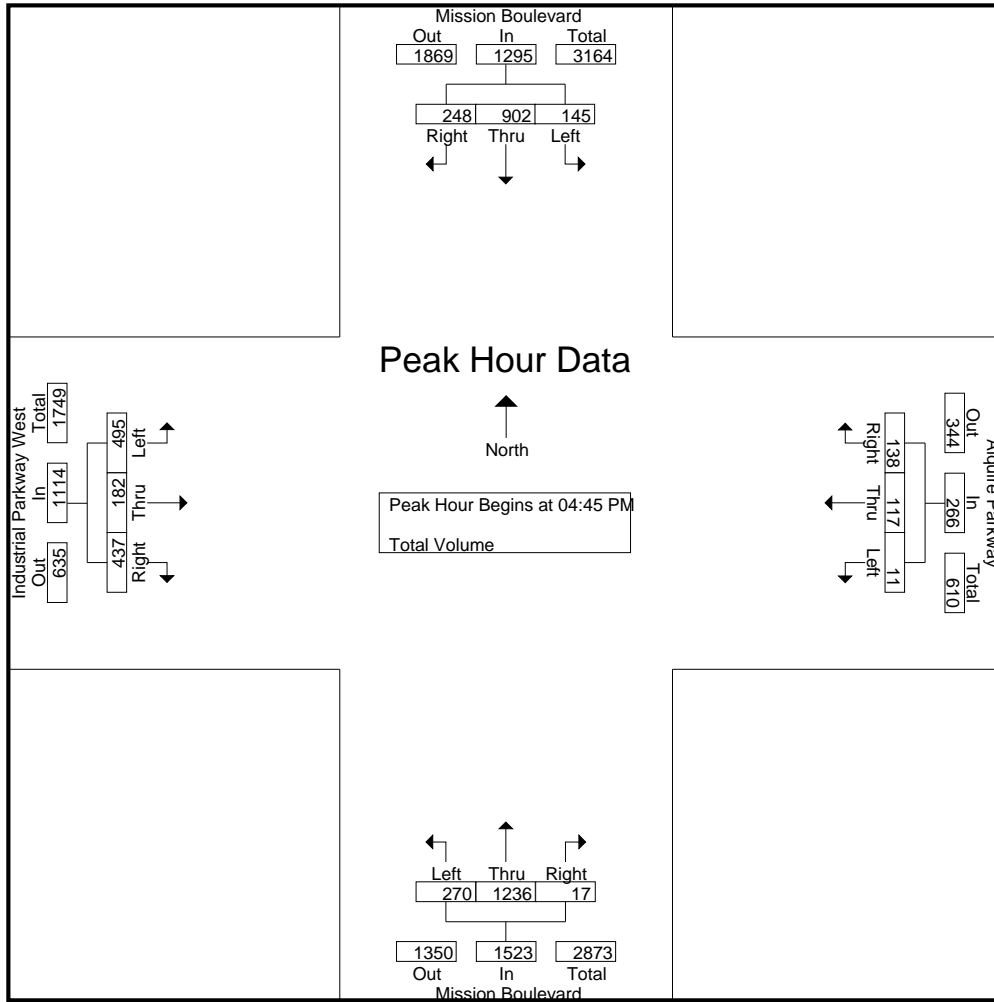 Mission Boulevard
Out In Total
1869 1295 3164
248 902 145
Right Thru Left
Peak Hour Data
North
Peak Hour Begins at 04:45 PM
Total Volume
Industrial Parkway West
Total In Out
1749 1114 635
495 182 437
Left Thru Right
Right Thru Left
138 117 11
344 266 610
Out In Total
Alquire Parkway
Left Thru Right
270 1236 17
1350 1523 2873
Out In Total
Mission Boulevard